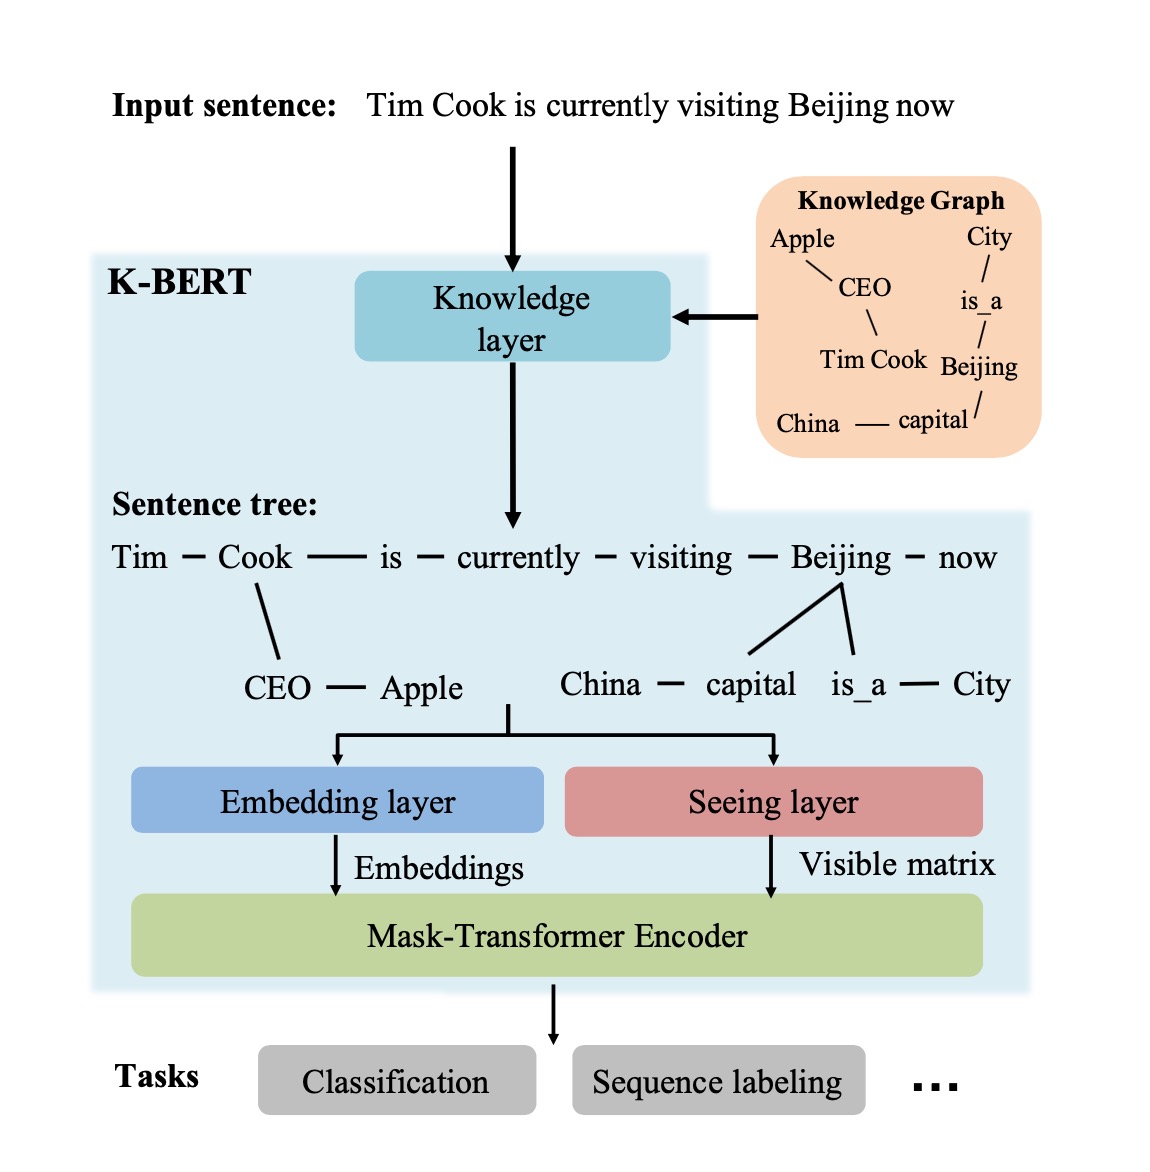 Input sentence: Tim Cook is currently visiting Beijing now
Knowledge Graph
Apple
City
CEO
is_a
Tim Cook
Beijing
China — capital
K-BERT
Knowledge
layer
Sentence tree:
Tim — Cook — is — currently — visiting — Beijing — now
CEO — Apple
China — capital
is_a — City
Embedding layer
Seeing layer
Embeddings
Visible matrix
Mask-Transformer Encoder
Tasks
Classification
Sequence labeling
...